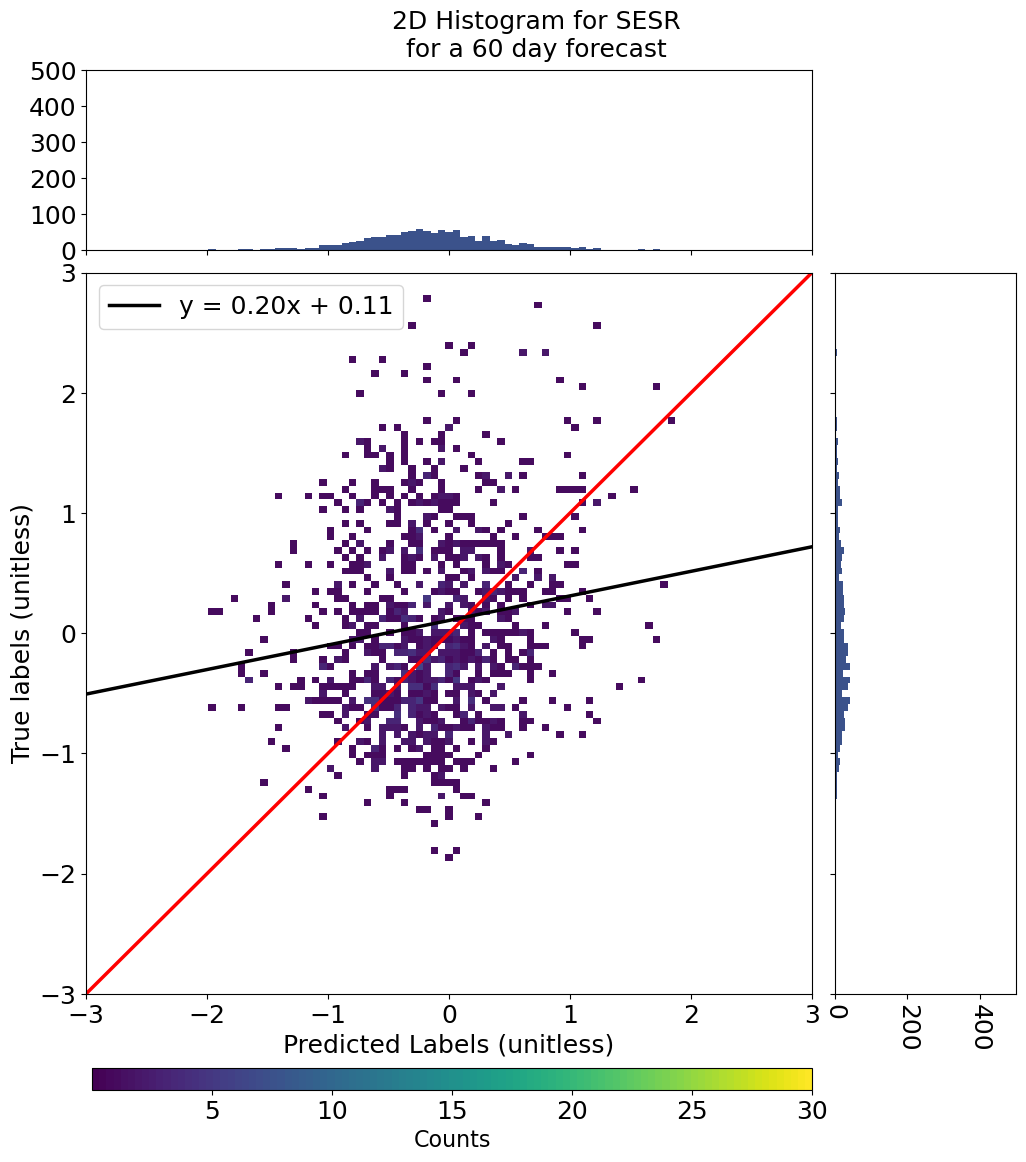 2D Histogram for SESR
for a 60 day forecast
500
400
300
200
100
0
3
2
1
0
−1
−2
−3
True labels (unitless)
y = 0.20x + 0.11
−3 −2 −1 0 1 2 3
Predicted Labels (unitless)
0 200 400
5 10 15 20 25 30
Counts